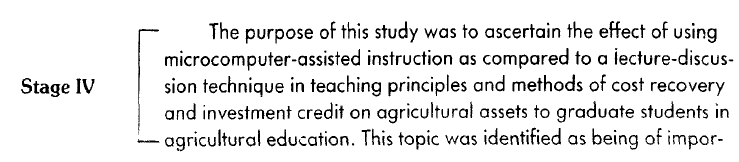 The purpose of this study was to ascertain the effect of using
microcomputer-assisted instruction as compared to a lecture-discus-
Stage IV sion technique in teaching principles and methods of cost recovery
and investment credit on agricultural assets to graduate students in
agricultural education. This topic was identified as being of impor-